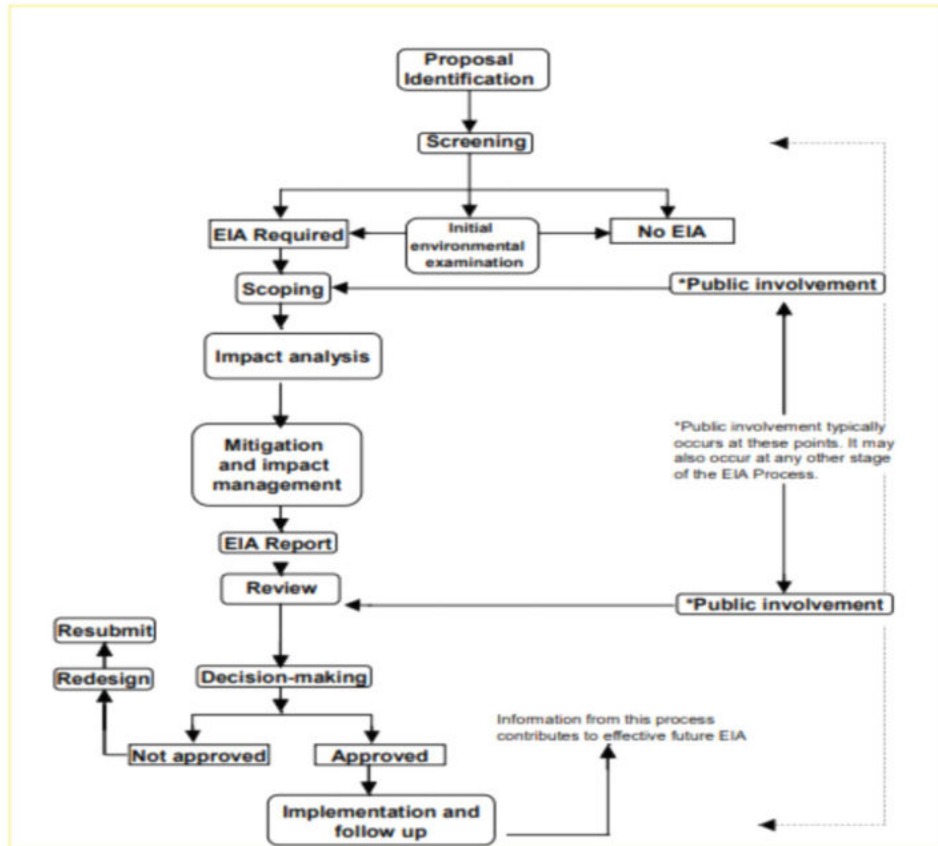 Proposal
Identification
Screening
EIA Required
Initial
environmental
examination
No EIA
Scoping
*Public involvement
Impact analysis
*Public involvement typically
occurs at these points. It may
also occur at any other stage
of the EIA Process.
Mitigation
and impact
management
EIA Report
Review
*Public involvement
Resubmit
Redesign
Decision-making
Information from this process
contributes to effective future EIA
Not approved
Approved
Implementation and
follow up